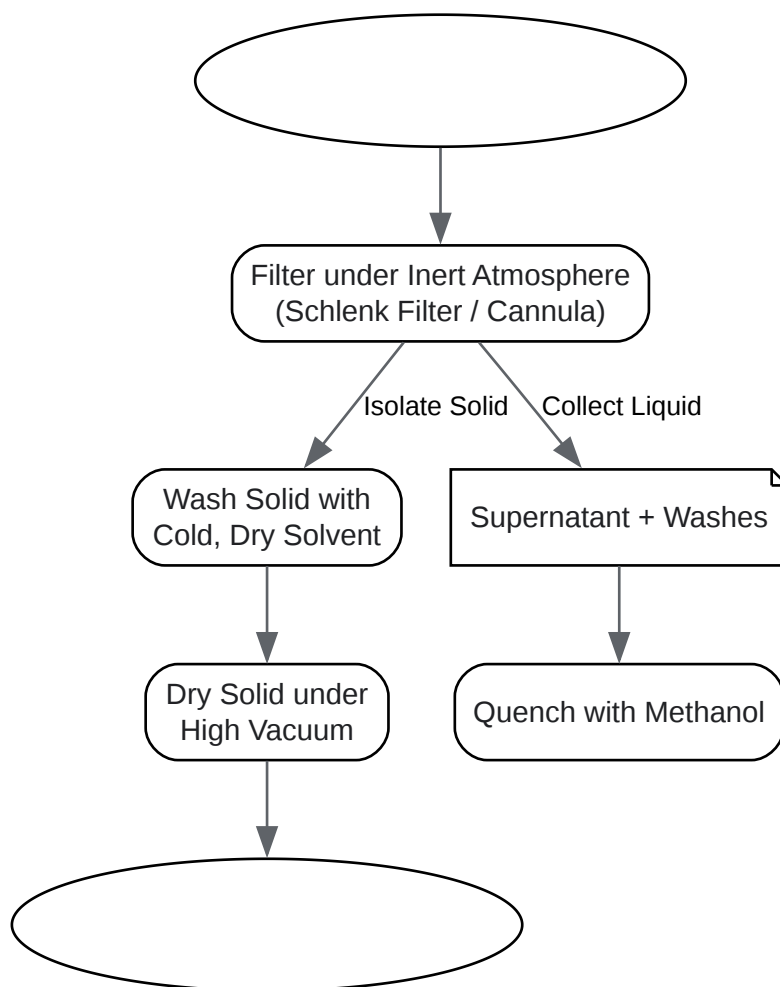 Filter under Inert Atmosphere
(Schlenk Filter / Cannula)
Isolate Solid
Collect Liquid
Wash Solid with
Cold, Dry Solvent
Supernatant + Washes
Dry Solid under
High Vacuum
Quench with Methanol